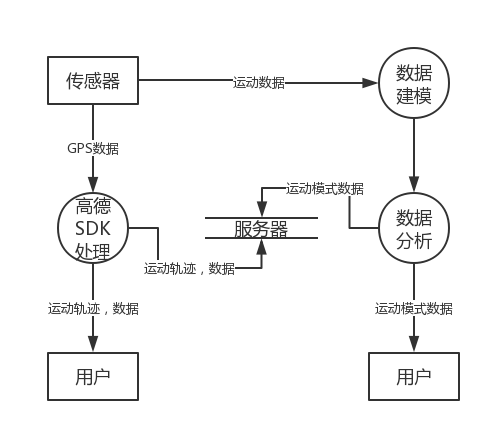 传感器
运动数据
数据
建模
GPS数据
高德
SDK
处理
运动模式数据
服务器
数据
分析
运动轨迹，数据
运动轨迹，数据
运动模式数据
用户
用户